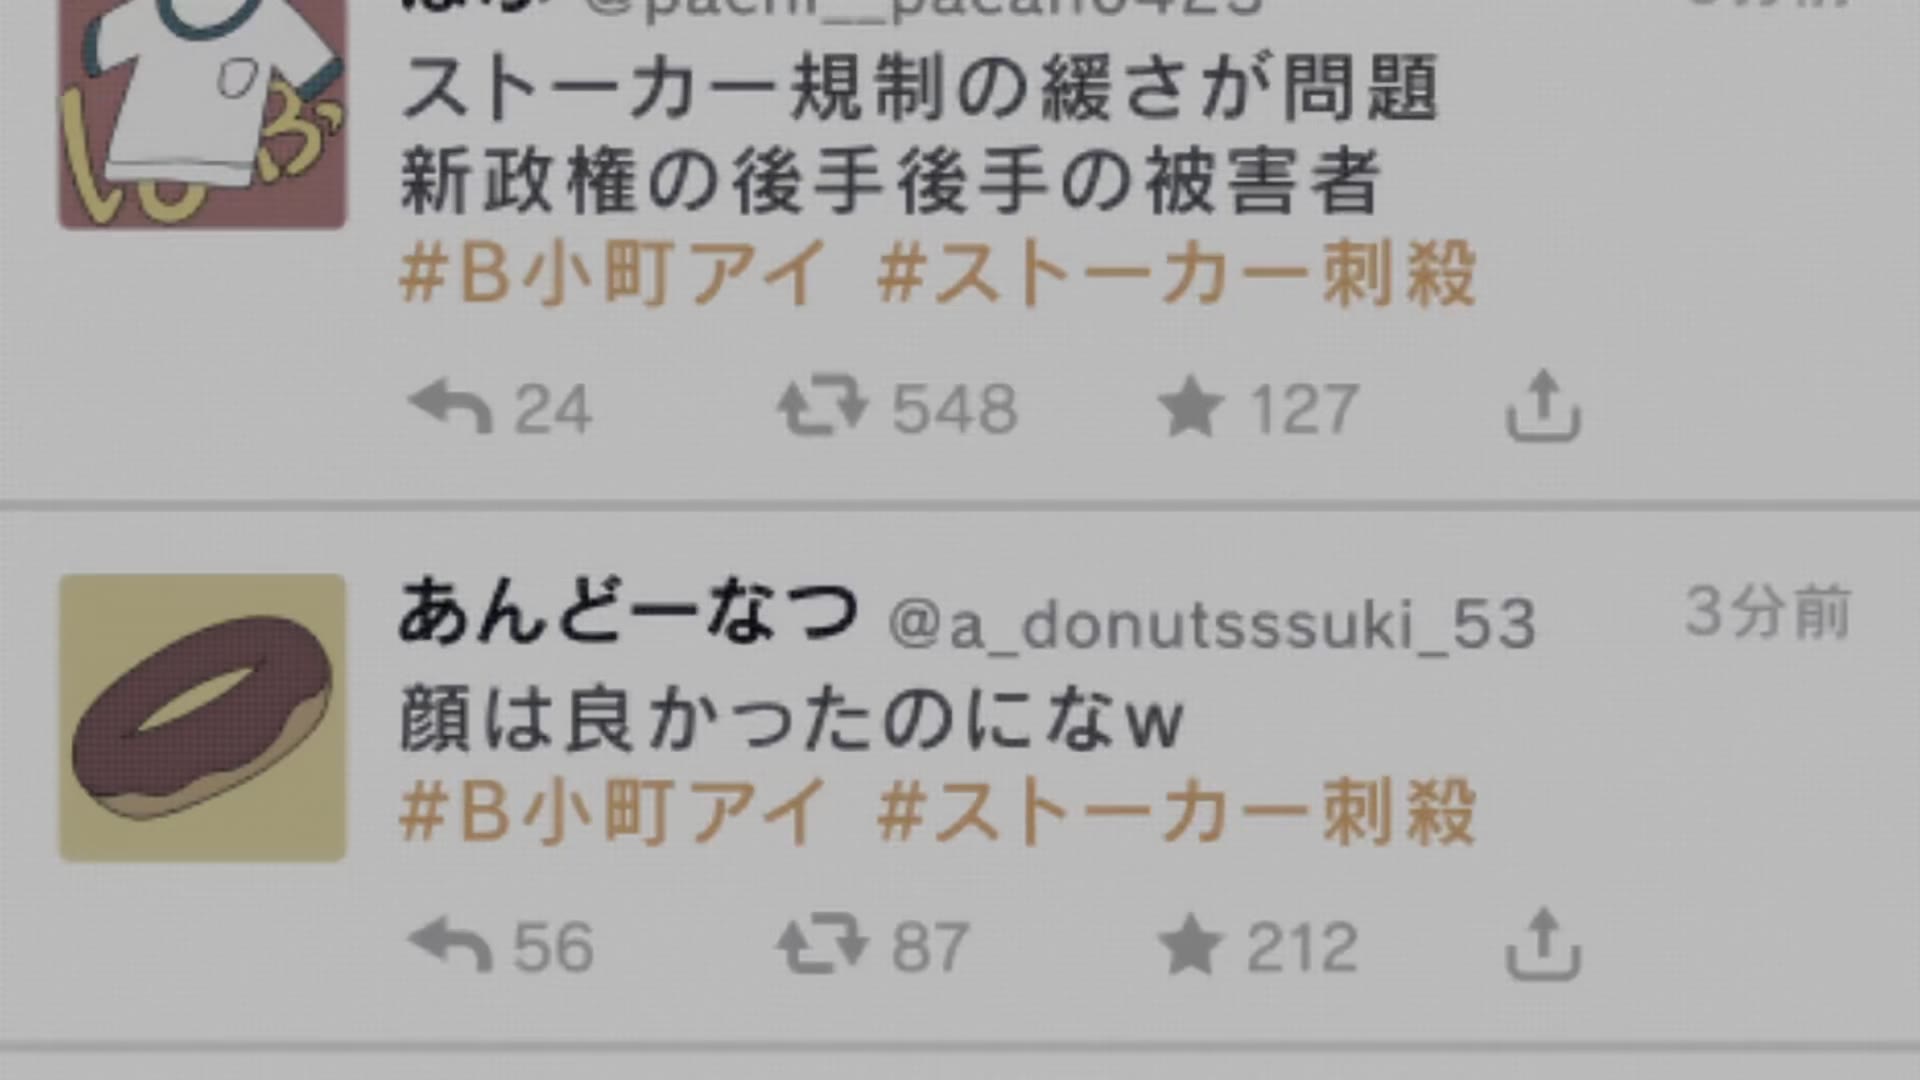 ストーカー規制の緩さが問題
新政権の後手後手の被害者
#B小町アイ #ストーカー刺殺
24 548 127
あんどーなつ @a_donutsssuki_53 3分前
顔は良かったのになw
#B小町アイ #ストーカー刺殺
56 87 212